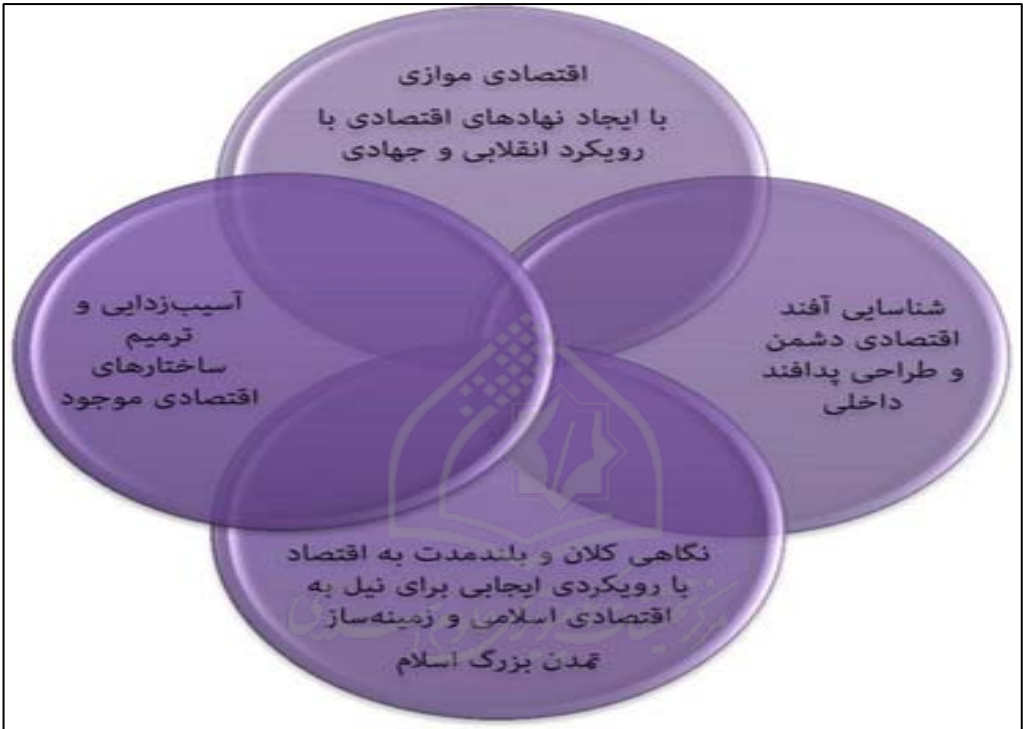 اقتصادی موازی
با ایجاد نهادهای اقتصادی با
رویکرد انقلابی و جهادی
شناسایی آفند
اقتصادی دشمن
و طراحی پدافند
داخلی
آسیب‌زدایی و
ترمیم
ساختارهای
اقتصادی موجود
نگاهی کلان و بلندمدت به اقتصاد
با رویکردی ایجابی برای نیل به
اقتصادی اسلامی و زمینه‌ساز
تمدن بزرگ اسلام